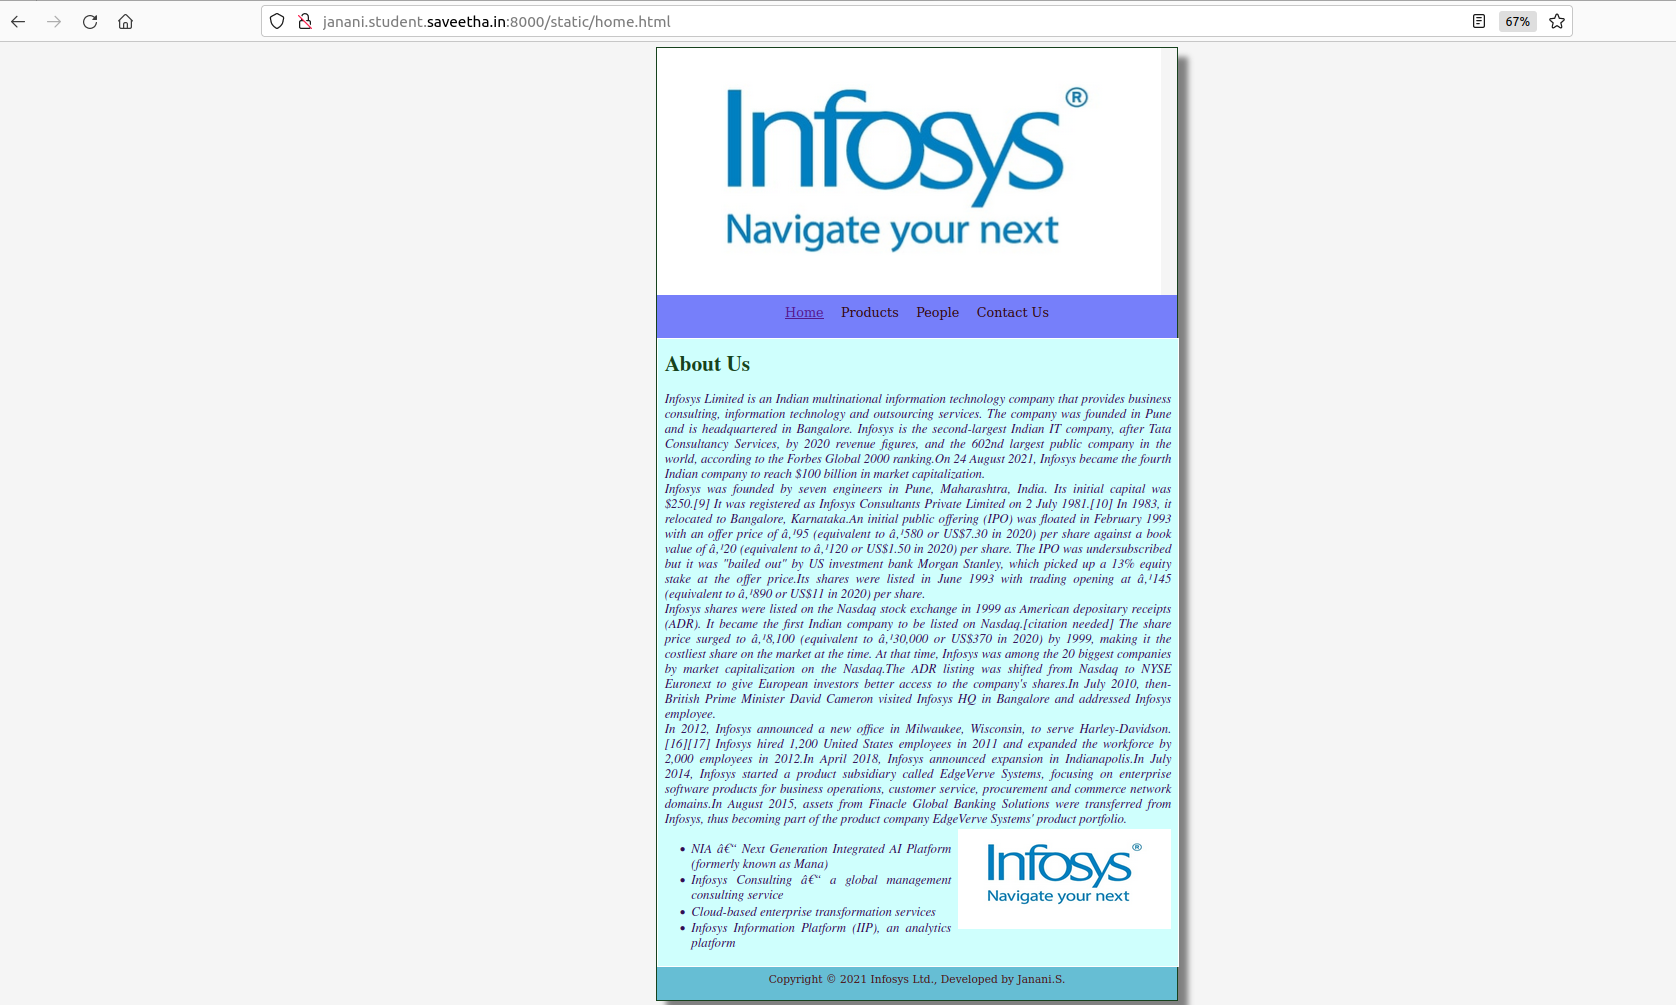 janani.student.saveetha.in:8000/static/home.html
67%
Infosys®
Navigate your next
Home Products People Contact Us
About Us
Infosys Limited is an Indian multinational information technology company that provides business
consulting, information technology and outsourcing services. The company was founded in Pune
and is headquartered in Bangalore. Infosys is the second-largest Indian IT company, after Tata
Consultancy Services, by 2020 revenue figures, and the 602nd largest public company in the
world, according to the Forbes Global 2000 ranking.On 24 August 2021, Infosys became the fourth
Indian company to reach $100 billion in market capitalization.
Infosys was founded by seven engineers in Pune, Maharashtra, India. Its initial capital was
$250.[9] It was registered as Infosys Consultants Private Limited on 2 July 1981.[10] In 1983, it
relocated to Bangalore, Karnataka.An initial public offering (IPO) was floated in February 1993
with an offer price of â‚¹95 (equivalent to â‚¹580 or US$7.30 in 2020) per share against a book
value of â‚¹20 (equivalent to â‚¹120 or US$1.50 in 2020) per share. The IPO was undersubscribed
but it was "bailed out" by US investment bank Morgan Stanley, which picked up a 13% equity
stake at the offer price.Its shares were listed in June 1993 with trading opening at â‚¹145
(equivalent to â‚¹890 or US$11 in 2020) per share.
Infosys shares were listed on the Nasdaq stock exchange in 1999 as American depositary receipts
(ADR). It became the first Indian company to be listed on Nasdaq.[citation needed] The share
price surged to â‚¹8,100 (equivalent to â‚¹30,000 or US$370 in 2020) by 1999, making it the
costliest share on the market at the time. At that time, Infosys was among the 20 biggest companies
by market capitalization on the Nasdaq.The ADR listing was shifted from Nasdaq to NYSE
Euronext to give European investors better access to the company's shares.In July 2010, then-
British Prime Minister David Cameron visited Infosys HQ in Bangalore and addressed Infosys
employee.
In 2012, Infosys announced a new office in Milwaukee, Wisconsin, to serve Harley-Davidson.
[16][17] Infosys hired 1,200 United States employees in 2011 and expanded the workforce by
2,000 employees in 2012.In April 2018, Infosys announced expansion in Indianapolis.In July
2014, Infosys started a product subsidiary called EdgeVerve Systems, focusing on enterprise
software products for business operations, customer service, procurement and commerce network
domains.In August 2015, assets from Finacle Global Banking Solutions were transferred from
Infosys, thus becoming part of the product company EdgeVerve Systems' product portfolio.
• NIA â€“ Next Generation Integrated AI Platform
(formerly known as Mana)
• Infosys Consulting â€“ a global management
consulting service
• Cloud-based enterprise transformation services
• Infosys Information Platform (IIP), an analytics
platform
Infosys®
Navigate your next
Copyright © 2021 Infosys Ltd., Developed by Janani.S.